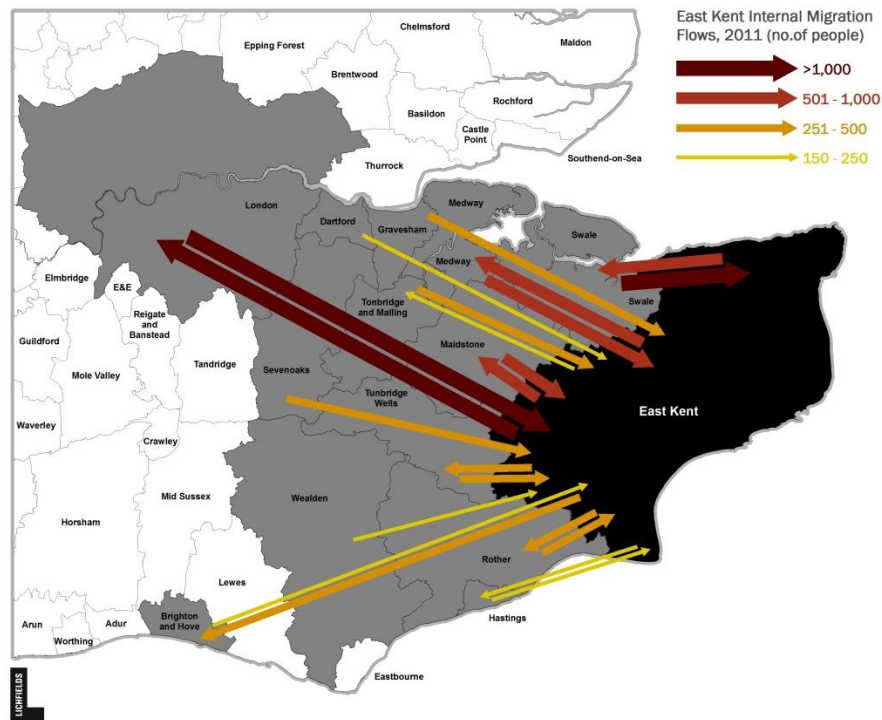 East Kent Internal Migration
Flows, 2011 (no.of people)
>1,000
501 - 1,000
251 - 500
150 - 250
Chelmsford
Maldon
Epping Forest
Brentwood
Rochford
Basildon
Castle
Point
Thurrock
Southend-on-Sea
London
Dartford
Gravesham
Medway
Swale
Medway
Elmbridge
E&E
Swale
Tonbridge
and Malling
Reigate
and
Banstead
Guildford
Maidstone
Mole Valley
Tandridge
Sevenoaks
Tunbridge
Wells
East Kent
Waverley
Crawley
Mid Sussex
Wealden
Horsham
Rother
Lewes
Hastings
Brighton
and Hove
Arun
Adur
Worthing
Eastbourne
LICHFIELDS